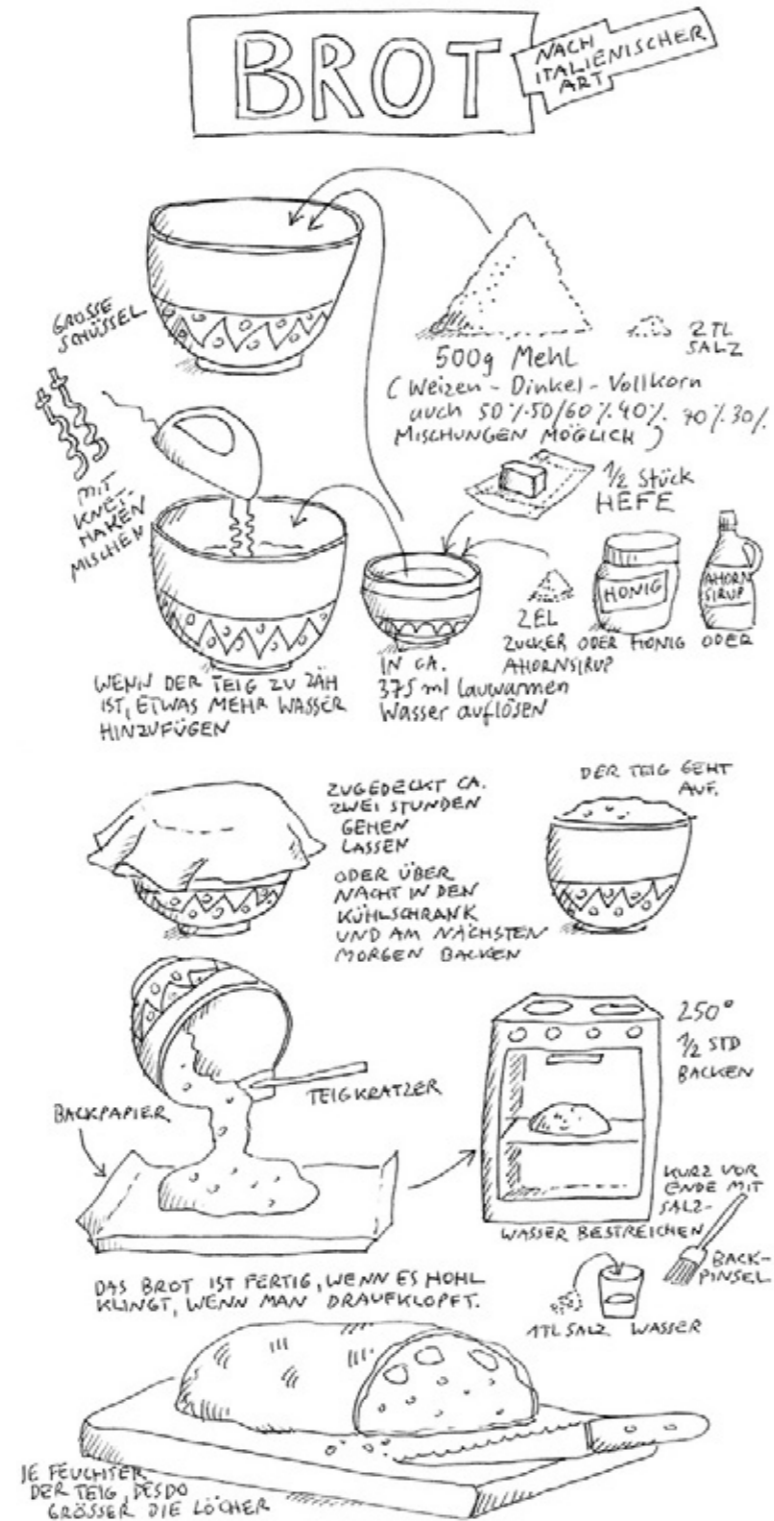 BROT
NACH
ITALIENISCHER
ART
GROSSE
SCHÜSSEL
500g Mehl
2TL
SALZ
(Weizen - Dinkel - Vollkorn
auch 50%.50/60%.40%. 70%.30%.
MISCHUNGEN MÖGLICH)
MIT
KNET-
HAKEN
MISCHEN
1/2 Stück
HEFE
HONIG
AHORN
SIRUP
2EL
ZUCKER ODER HONIG ODER
AHORNSIRUP
IN CA.
375 ml lauwarmen
Wasser auflösen
WENN DER TEIG ZU ZÄH
IST, ETWAS MEHR WASSER
HINZUFÜGEN
ZUGEDECKT CA.
ZWEI STUNDEN
GEHEN
LASSEN
ODER ÜBER
NACHT IN DEN
KÜHLSCHRANK
UND AM NÄCHSTEN
MORGEN BACKEN
DER TEIG GEHT
AUF.
TEIGKRATZER
BACKPAPIER
250°
1/2 STD
BACKEN
KURZ VOR
ENDE MIT
SALZ-
WASSER BESTREICHEN
BACK-
PINSEL
1TL SALZ WASSER
DAS BROT IST FERTIG, WENN ES HOHL
KLINGT, WENN MAN DRAUFKLOPFT.
JE FEUCHTER
DER TEIG, DESDO
GRÖSSER DIE LÖCHER